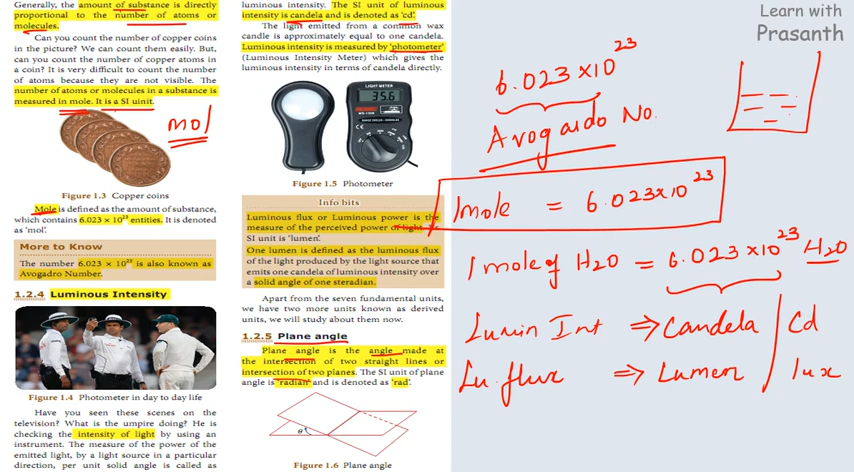 Generally, the amount of substance is directly
proportional to the number of atoms or
molecules.
Can you count the number of copper coins
in the picture? We can count them easily. But,
can you count the number of copper atoms in
a coin? It is very difficult to count the number
of atoms because they are not visible. The
number of atoms or molecules in a substance is
measured in mole. It is a SI uinit.
mol
Figure 1.3 Copper coins
Mole is defined as the amount of substance,
which contains 6.023 × 10²³ entities. It is denoted
as 'mol'.
More to Know
The number 6.023 × 10²³ is also known as
Avogadro Number.
1.2.4 Luminous Intensity
Figure 1.4 Photometer in day to day life
Have you seen these scenes on the
television? What is the umpire doing? He is
checking the intensity of light by using an
instrument. The measure of the power of the
emitted light, by a light source in a particular
direction, per unit solid angle is called as
luminous intensity. The SI unit of luminous
intensity is candela and is denoted as 'cd'.
The light emitted from a common wax
candle is approximately equal to one candela.
Luminous intensity is measured by 'photometer'
(Luminous Intensity Meter) which gives the
luminous intensity in terms of candela directly.
LIGHT METER
35.6
Figure 1.5 Photometer
Info bits
Luminous flux or Luminous power is the
measure of the perceived power of light.
SI unit is 'lumen'.
One lumen is defined as the luminous flux
of the light produced by the light source that
emits one candela of luminous intensity over
a solid angle of one steradian.
Apart from the seven fundamental units,
we have two more units known as derived
units, we will study about them now.
1.2.5 Plane angle
Plane angle is the angle made at
the intersection of two straight lines or
intersection of two planes. The SI unit of plane
angle is 'radian' and is denoted as 'rad'.
θ
Figure 1.6 Plane angle
Learn with
Prasanth
6.023 × 10²³
Avogardo No.
1mole = 6.023×10²³
1 mole of H2O = 6.023×10²³ H2O
Lumin Int ⇒ Candela / Cd
Lu. flux ⇒ Lumen / lux